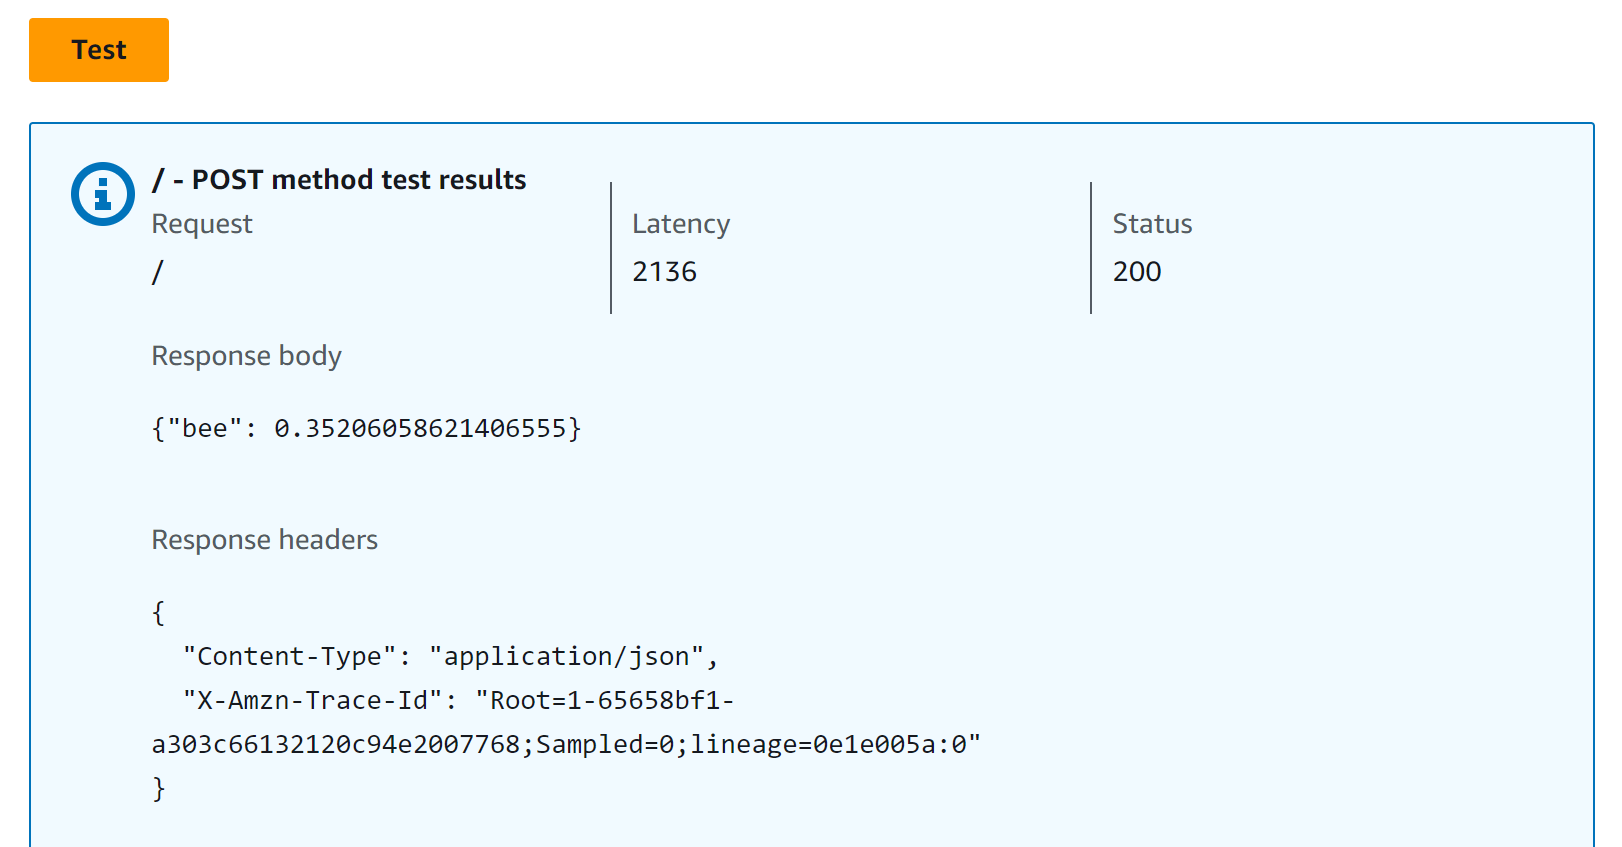 Test
/ - POST method test results
Request
Latency
Status
/
2136
200
Response body
{"bee": 0.35206058621406555}
Response headers
{
"Content-Type": "application/json",
"X-Amzn-Trace-Id": "Root=1-65658bf1-
a303c66132120c94e2007768;Sampled=0;lineage=0e1e005a:0"
}